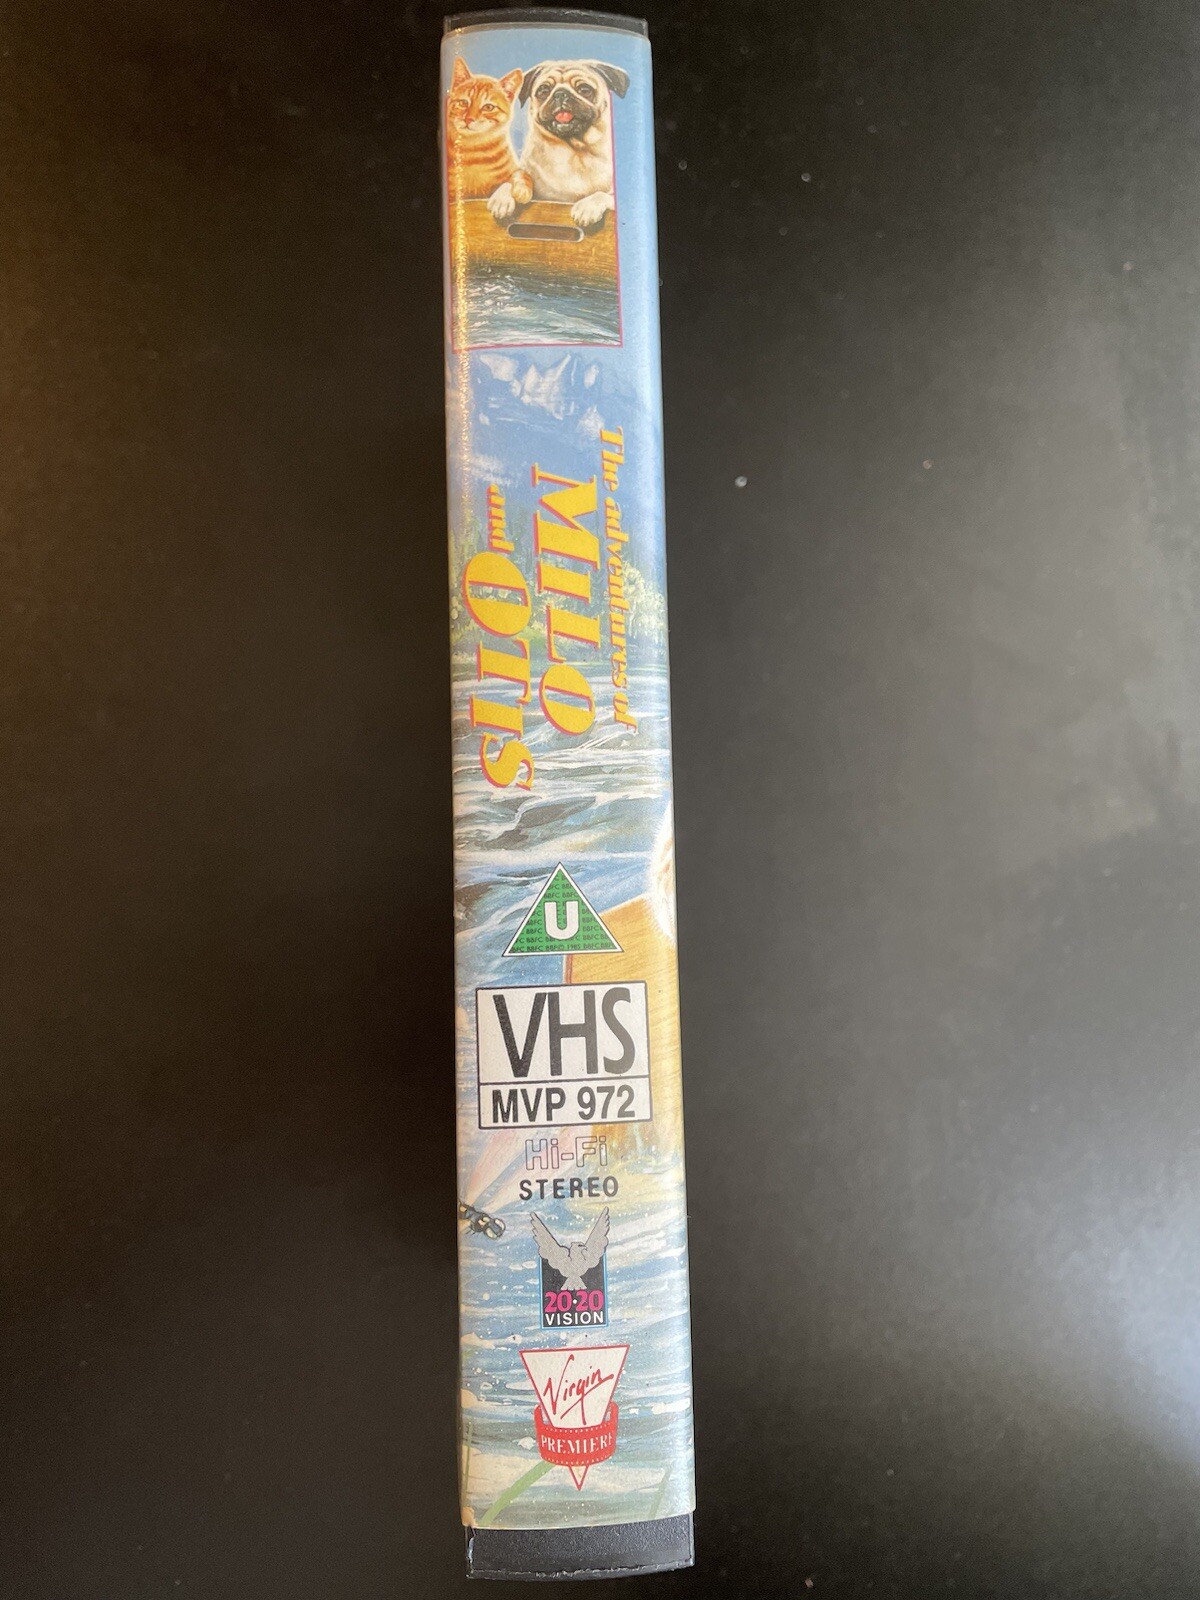 The adventures of
MILO
and OTIS
U
VHS
MVP 972
Hi-Fi
STEREO
20·20
VISION
Virgin
PREMIERE